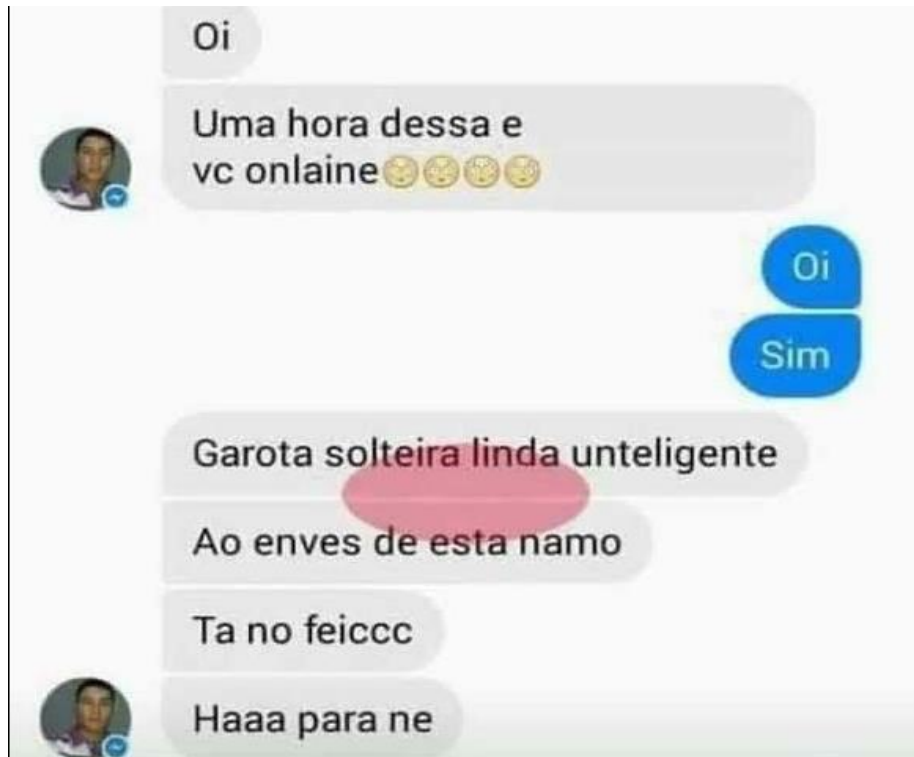 Oi
Uma hora dessa e
vc onlaine😳😳😳😳
Oi
Sim
Garota solteira linda unteligente
Ao enves de esta namo
Ta no feiccc
Haaa para ne